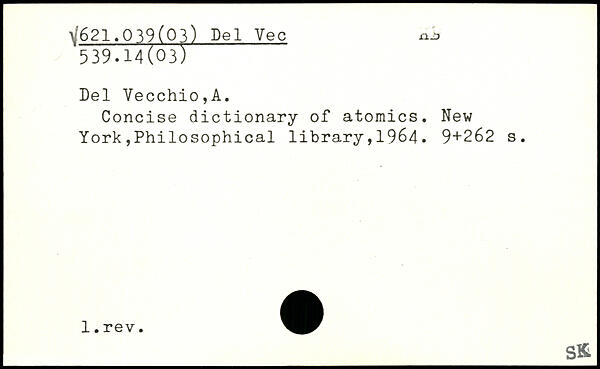 √621.039(03) Del Vec
539.14(03)
Del Vecchio,A.
Concise dictionary of atomics. New
York,Philosophical library,1964. 9+262 s.
1.rev.
SK